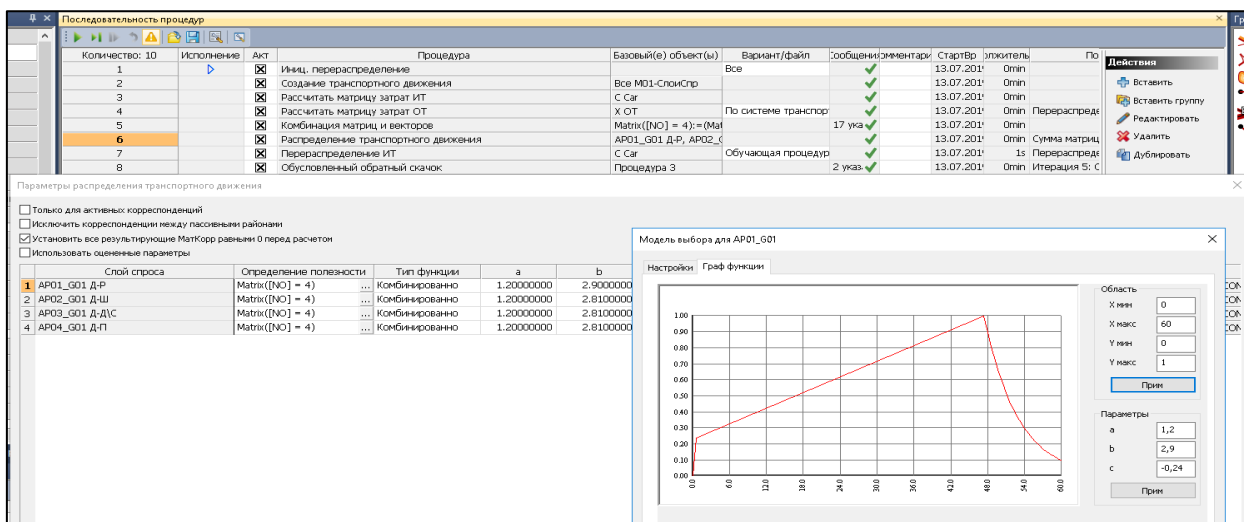 Последовательность процедур
Количество: 10 Исполнение Акт Процедура Базовый(е) объект(ы) Вариант/файл СтартВр По
1 Иниц. перераспределение Все 13.07.201 0min
2 Создание транспортного движения Все M01-СлоиСпр 13.07.201 0min
3 Рассчитать матрицу затрат ИТ C Car 13.07.201 0min
4 Рассчитать матрицу затрат ОТ X ОТ По системе транспор 13.07.201 0min Перераспреде
5 Комбинация матриц и векторов Matrix([NO] = 4):=(Mat 17 ука 13.07.201 0min
6 Распределение транспортного движения AP01_G01 Д-Р, AP02_G 13.07.201 0min Сумма матриц
7 Перераспределение ИТ C Car Обучающая процедур 13.07.201 1s Перераспреде
8 Обусловленный обратный скачок Процедура 3 2 указ. 13.07.201 0min Итерация 5: С
Действия
Вставить
Вставить группу
Редактировать
Удалить
Дублировать
Параметры распределения транспортного движения
Только для активных корреспонденций
Исключить корреспонденции между пассивными районами
Установить все результирующие МатКорр равными 0 перед расчетом
Использовать оцененные параметры
Слой спроса Определение полезности Тип функции a b
1 AP01_G01 Д-Р Matrix([NO] = 4) ... Комбинированно 1.20000000 2.9000000
2 AP02_G01 Д-Ш Matrix([NO] = 4) ... Комбинированно 1.20000000 2.8100000
3 AP03_G01 Д-Д\С Matrix([NO] = 4) ... Комбинированно 1.20000000 2.8100000
4 AP04_G01 Д-П Matrix([NO] = 4) ... Комбинированно 1.20000000 2.8100000
Модель выбора для AP01_G01
Настройки Граф функции
1.00
0.90
0.80
0.70
0.60
0.50
0.40
0.30
0.20
0.10
0.00
0.0 6.0 12.0 18.0 24.0 30.0 36.0 42.0 48.0 54.0 60.0
Область
X мин 0
X макс 60
Y мин 0
Y макс 1
Прим
Параметры
a 1,2
b 2,9
c -0,24
Прим